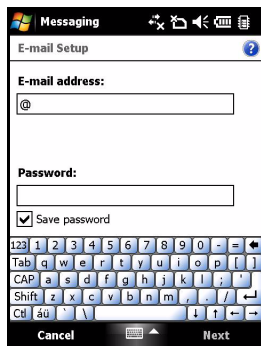 Messaging
E-mail Setup ?
E-mail address:
@
Password:
Save password
123 1 2 3 4 5 6 7 8 9 0 - =
Tab q w e r t y u i o p [ ]
CAP a s d f g h j k l ; '
Shift z x c v b n m , . /
Ctl áü ` \
Cancel Next